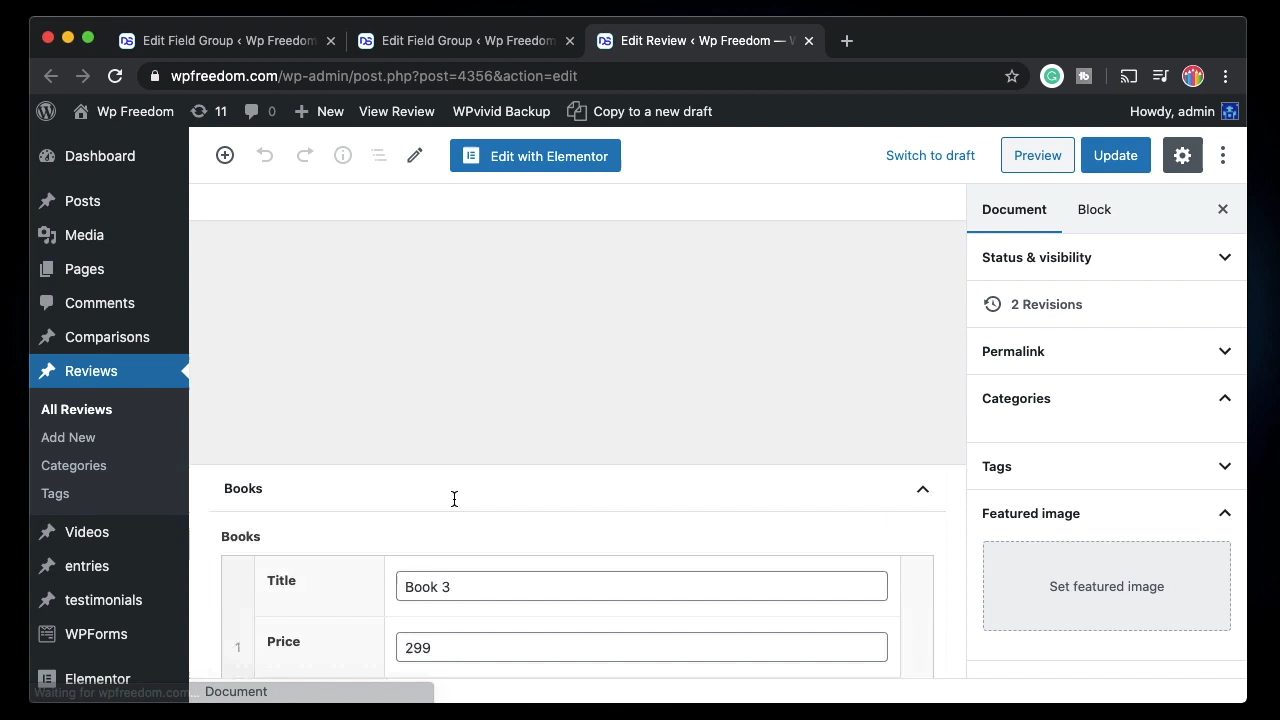 Edit Field Group ‹ Wp Freedom
Edit Field Group ‹ Wp Freedom
Edit Review ‹ Wp Freedom —
wpfreedom.com/wp-admin/post.php?post=4356&action=edit
Wp Freedom
11
0
New
View Review
WPvivid Backup
Copy to a new draft
Howdy, admin
Dashboard
Posts
Media
Pages
Comments
Comparisons
Reviews
All Reviews
Add New
Categories
Tags
Videos
entries
testimonials
WPForms
Elementor
Waiting for wpfreedom.com...
Edit with Elementor
Switch to draft
Preview
Update
Document
Block
Status & visibility
2 Revisions
Permalink
Categories
Tags
Featured image
Set featured image
Books
Books
Title
Book 3
1
Price
299
Document